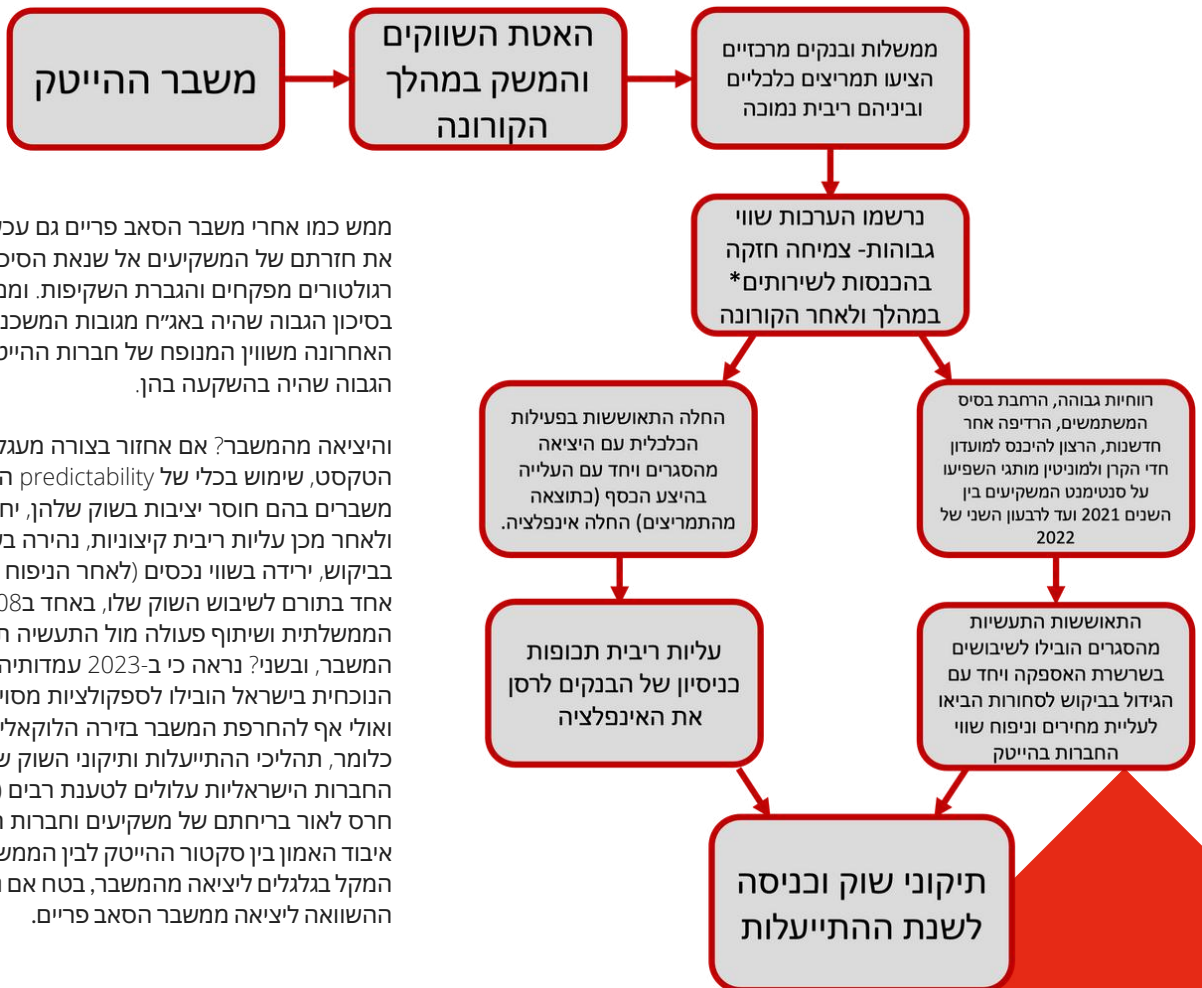 משבר ההייטק
האטת השווקים
והמשק במהלך
הקורונה
ממשלות ובנקים מרכזיים
הציעו תמריצים כלכליים
וביניהם ריבית נמוכה
נרשמו הערכות שווי
גבוהות- צמיחה חזקה
בהכנסות לשירותים*
במהלך ולאחר הקורונה
רווחיות גבוהה, הרחבת בסיס
המשתמשים, הרדיפה אחר
חדשנות, הרצון להיכנס למועדון
חדי הקרן ולמוניטין מותגי השפיעו
על סנטימנט המשקיעים בין
השנים 2021 ועד לרבעון השני של
2022
החלה התאוששות בפעילות
הכלכלית עם היציאה
מהסגרים ויחד עם העלייה
בהיצע הכסף (כתוצאה
מהתמריצים) החלה אינפלציה.
התאוששות התעשיות
מהסגרים הובילו לשיבושים
בשרשרת האספקה ויחד עם
הגידול בביקוש לסחורות הביאו
לעליית מחירים וניפוח שווי
החברות בהייטק
עליות ריבית תכופות
בניסיון של הבנקים לרסן
את האינפלציה
תיקוני שוק וכניסה
לשנת ההתייעלות
ממש כמו אחרי משבר הסאב פריים גם עכש
את חזרתם של המשקיעים אל שנאת הסיכ
רגולטורים מפקחים והגברת השקיפות. ומכ
בסיכון הגבוה שהיה באג״ח מגובות המשכנ
האחרונה משווין המנופח של חברות ההייט
הגבוה שהיה בהשקעה בהן.
והיציאה מהמשבר? אם אחזור בצורה מעגל
הטקסט, שימוש בכלי של predictability ה
משברים בהם חוסר יציבות בשוק שלהן, יח
ולאחר מכן עליות ריבית קיצוניות, נהירה בע
בביקוש, ירידה בשווי נכסים (לאחר הניפוח
אחד בתורם לשיבוש השוק שלו, באחד ב08
הממשלתית ושיתוף פעולה מול התעשיה ת
המשבר, ובשני? נראה כי ב-2023 עמדותיה
הנוכחית בישראל הובילו לספקולציות מסוי
ואולי אף להחרפת המשבר בזירה הלוקאלי
כלומר, תהליכי ההתייעלות ותיקוני השוק ש
החברות הישראליות עלולים לטענת רבים (
חרס לאור בריחתם של משקיעים וחברות ה
איבוד האמון בין סקטור ההייטק לבין הממש
המקל בגלגלים ליציאה מהמשבר, בטח אם נ
ההשוואה ליציאה ממשבר הסאב פריים.